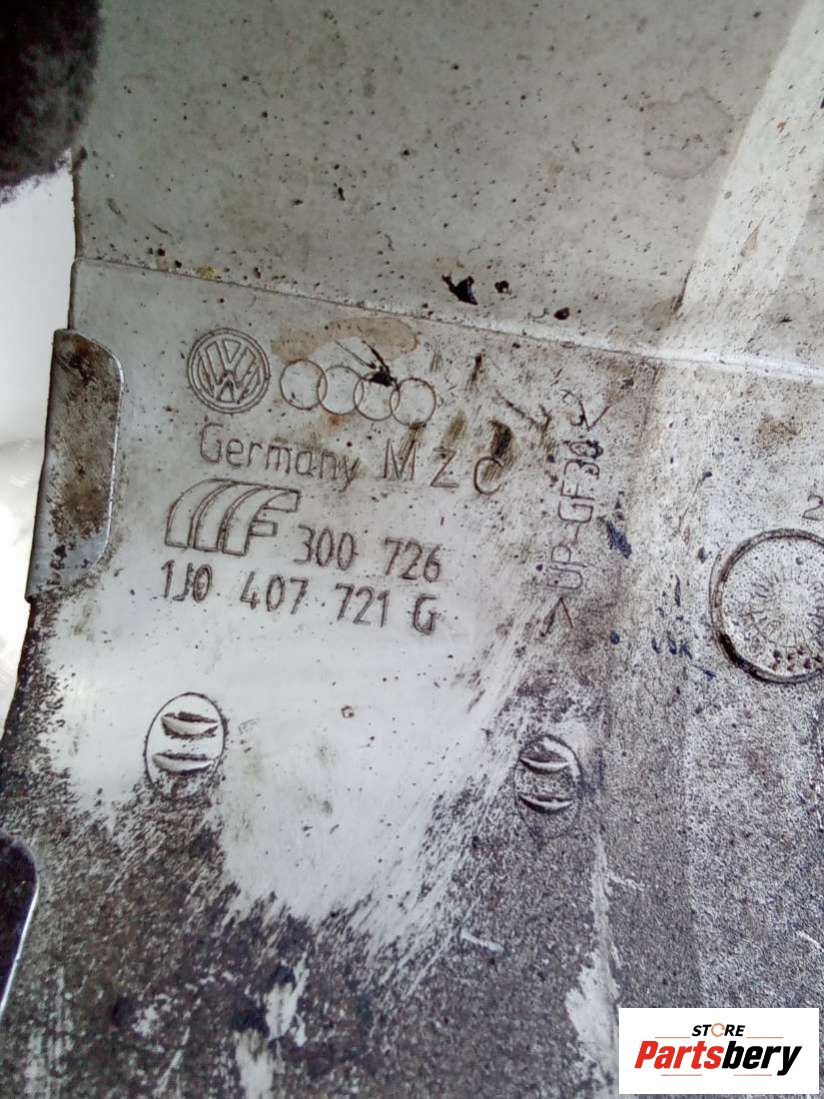 Germany MZC
300 726
1J0 407 721 G
STORE
Partsbery